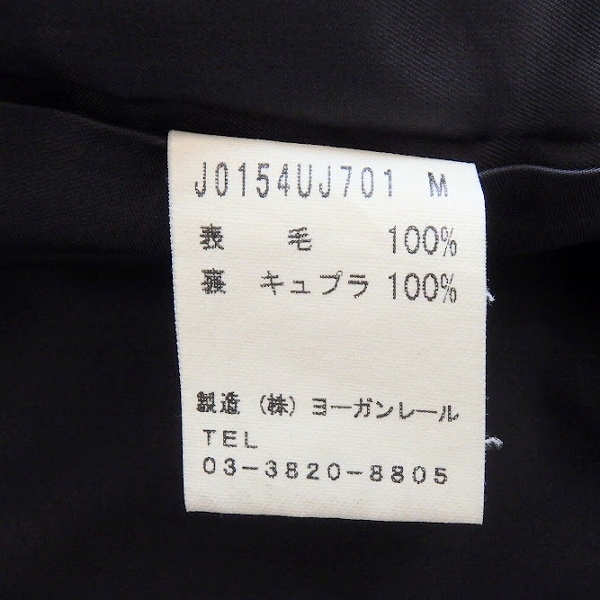 J0154UJ701 M
表 毛 100%
裏 キュプラ 100%
製造 (株) ヨーガンレール
TEL
03-3820-8805